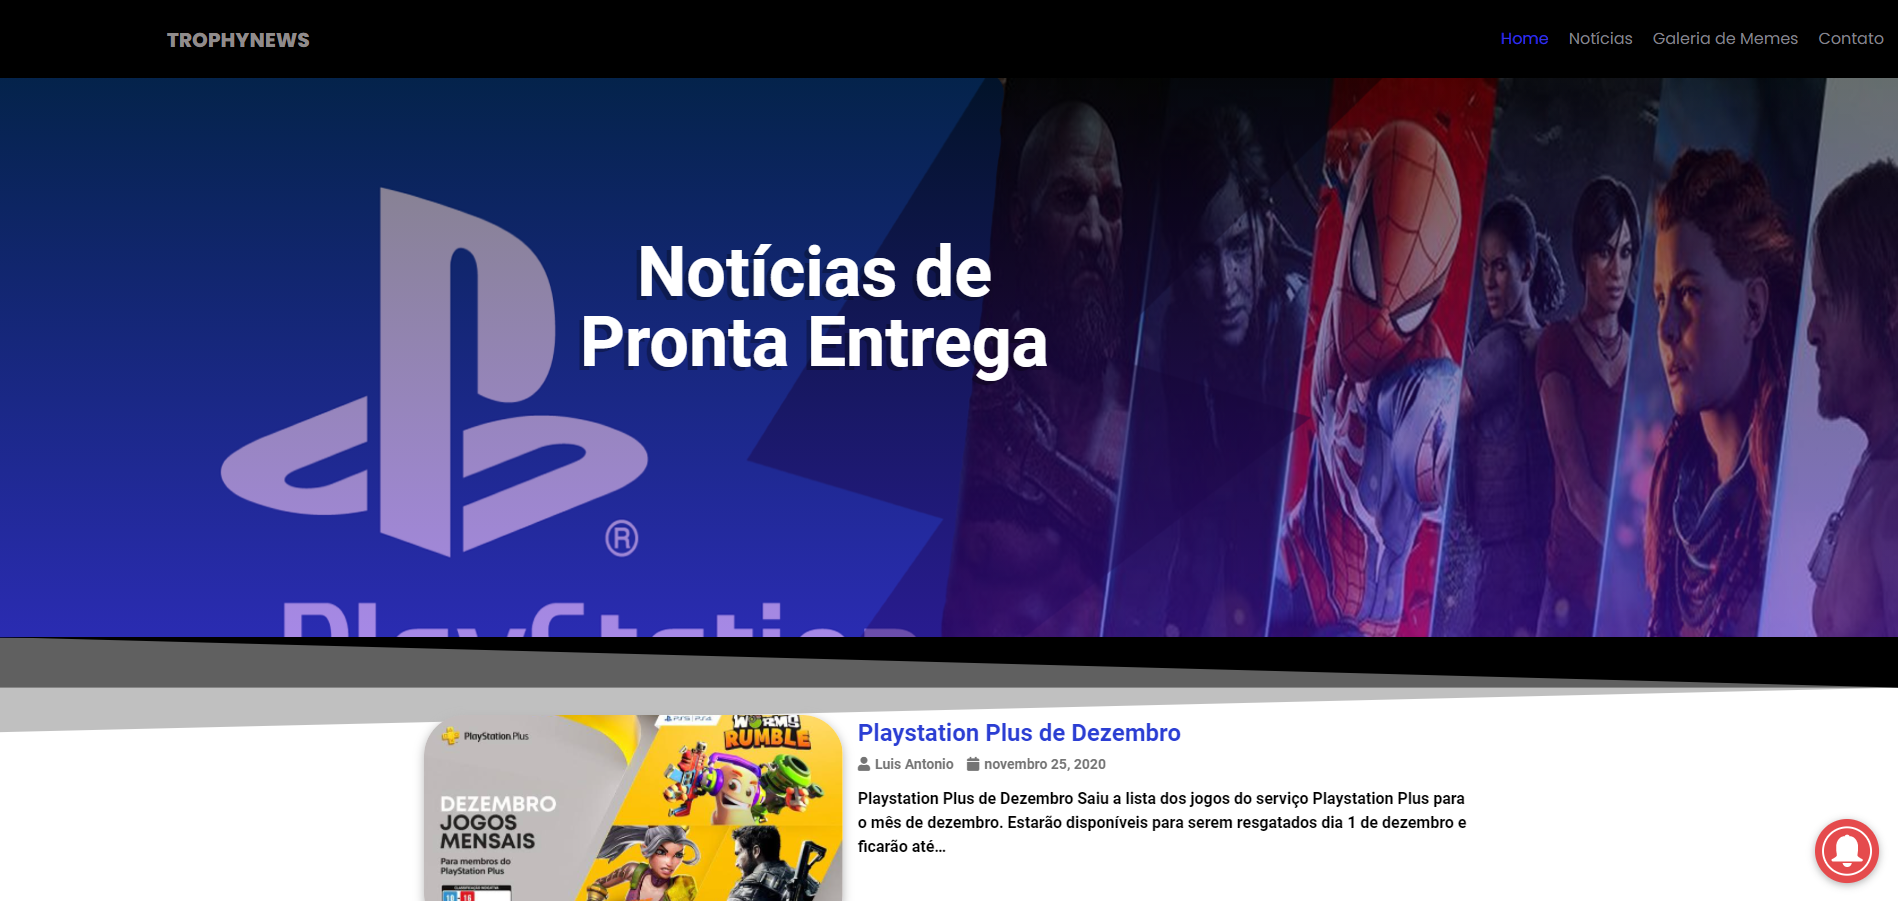 TROPHYNEWS
Home Notícias Galeria de Memes Contato
Notícias de
Pronta Entrega
®
PlayStation
PlayStation Plus
PS5 | PS4
WORMS
RUMBLE
DEZEMBRO
JOGOS
MENSAIS
Para membros do
PlayStation Plus
Playstation Plus de Dezembro
Luis Antonio novembro 25, 2020
Playstation Plus de Dezembro Saiu a lista dos jogos do serviço Playstation Plus para
o mês de dezembro. Estarão disponíveis para serem resgatados dia 1 de dezembro e
ficarão até...